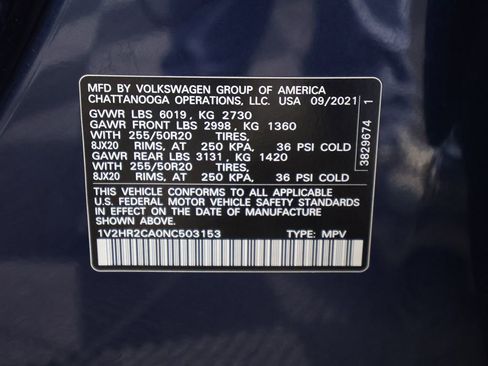 MFD BY VOLKSWAGEN GROUP OF AMERICA
CHATTANOOGA OPERATIONS, LLC. USA 09/2021
GVWR LBS 6019, KG 2730
GAWR FRONT LBS 2998, KG 1360
WITH 255/50R20 TIRES,
8JX20 RIMS, AT 250 KPA, 36 PSI COLD
GAWR REAR LBS 3131, KG 1420
WITH 255/50R20 TIRES,
8JX20 RIMS, AT 250 KPA, 36 PSI COLD
THIS VEHICLE CONFORMS TO ALL APPLICABLE
U.S. FEDERAL MOTOR VEHICLE SAFETY STANDARDS
IN EFFECT ON THE DATE OF MANUFACTURE
SHOWN ABOVE.
1V2HR2CA0NC503153 TYPE: MPV
3829674 1